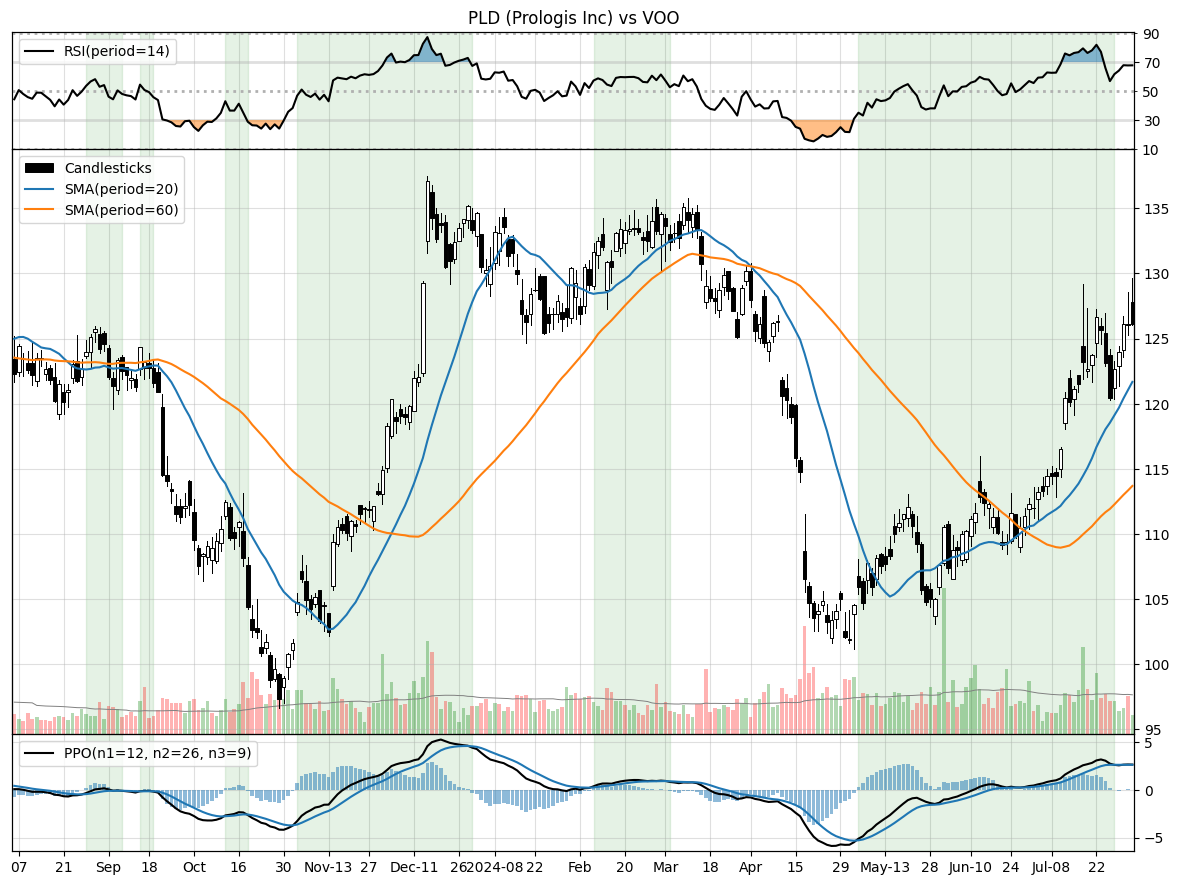 PLD (Prologis Inc) vs VOO
RSI(period=14)
90
70
50
30
10
Candlesticks
SMA(period=20)
SMA(period=60)
135
130
125
120
115
110
105
100
95
PPO(n1=12, n2=26, n3=9)
5
0
−5
07 21 Sep 18 Oct 16 30 Nov-13 27 Dec-11 26 2024-08 22 Feb 20 Mar 18 Apr 15 29 May-13 28 Jun-10 24 Jul-08 22